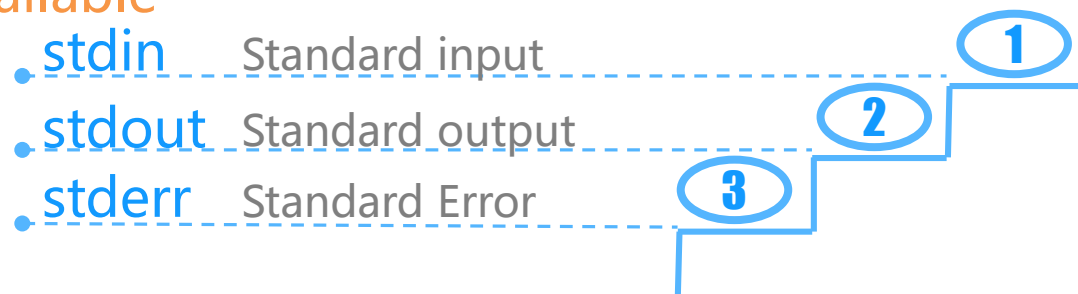 stdin Standard input 1
stdout Standard output 2
stderr Standard Error 3